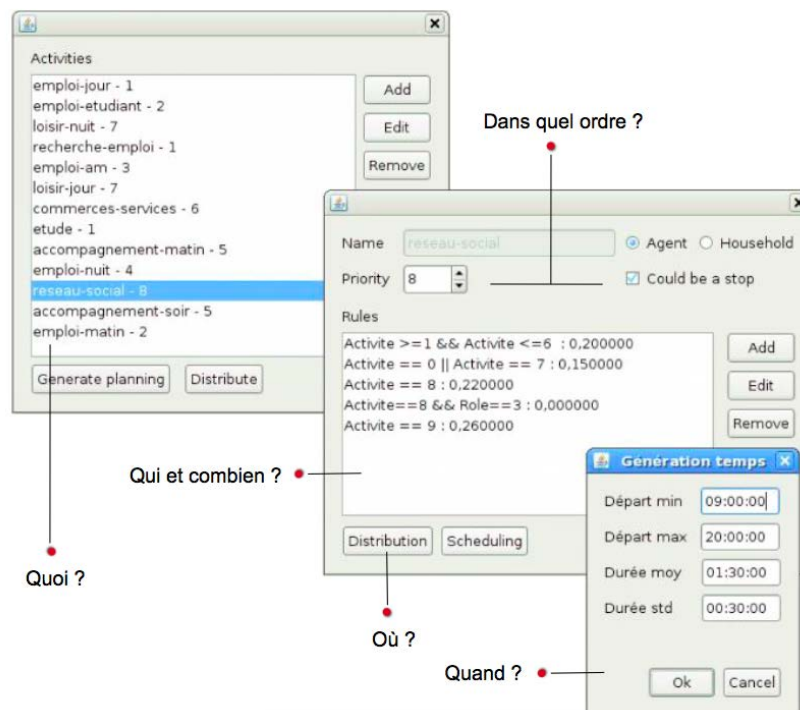 Activities
emploi-jour - 1
emploi-etudiant - 2
loisir-nuit - 7
recherche-emploi - 1
emploi-am - 3
loisir-jour - 7
commerces-services - 6
etude - 1
accompagnement-matin - 5
emploi-nuit - 4
reseau-social - 8
accompagnement-soir - 5
emploi-matin - 2
Add
Edit
Remove
Generate planning
Distribute
Quoi ?
Dans quel ordre ?
Name
reseau-social
Agent
Household
Priority
8
Could be a stop
Rules
Activite >=1 && Activite <=6 : 0,200000
Activite == 0 || Activite == 7 : 0,150000
Activite == 8 : 0,220000
Activite==8 && Role==3 : 0,000000
Activite == 9 : 0,260000
Add
Edit
Remove
Qui et combien ?
Distribution
Scheduling
Où ?
Génération temps
Départ min 09:00:00
Départ max 20:00:00
Durée moy 01:30:00
Durée std 00:30:00
Quand ?
Ok
Cancel